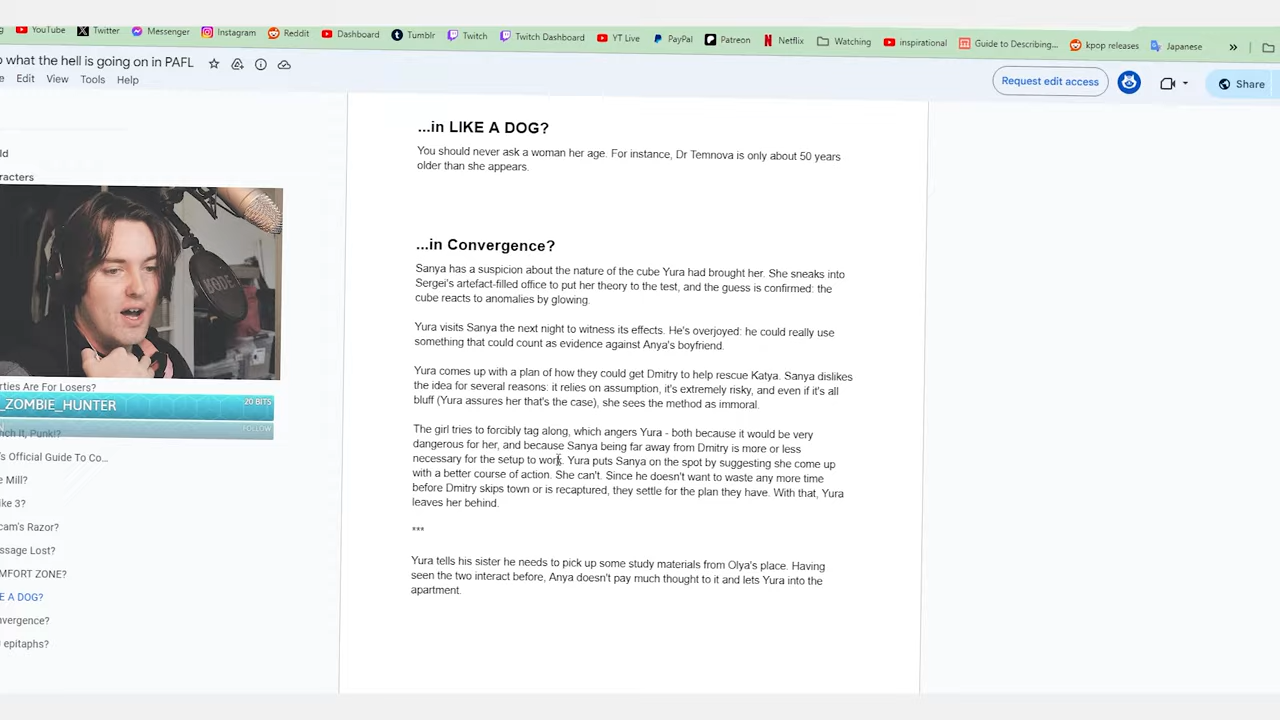 YouTube
Twitter
Messenger
Instagram
Reddit
Dashboard
Tumblr
Twitch
Twitch Dashboard
YT Live
PayPal
Patreon
Netflix
Watching
inspirational
Guide to Describing...
kpop releases
Japanese
»
what the hell is going on in PAFL
Edit View Tools Help
Request edit access
Share
...in LIKE A DOG?
You should never ask a woman her age. For instance, Dr Temnova is only about 50 years
older than she appears.
...in Convergence?
Sanya has a suspicion about the nature of the cube Yura had brought her. She sneaks into
Sergei's artefact-filled office to put her theory to the test, and the guess is confirmed: the
cube reacts to anomalies by glowing.
Yura visits Sanya the next night to witness its effects. He's overjoyed: he could really use
something that could count as evidence against Anya's boyfriend.
Yura comes up with a plan of how they could get Dmitry to help rescue Katya. Sanya dislikes
the idea for several reasons: it relies on assumption, it's extremely risky, and even if it's all
bluff (Yura assures her that's the case), she sees the method as immoral.
The girl tries to forcibly tag along, which angers Yura - both because it would be very
dangerous for her, and because Sanya being far away from Dmitry is more or less
necessary for the setup to work. Yura puts Sanya on the spot by suggesting she come up
with a better course of action. She can't. Since he doesn't want to waste any more time
before Dmitry skips town or is recaptured, they settle for the plan they have. With that, Yura
leaves her behind.
***
Yura tells his sister he needs to pick up some study materials from Olya's place. Having
seen the two interact before, Anya doesn't pay much thought to it and lets Yura into the
apartment.
ld
racters
rties Are For Losers?
_ZOMBIE_HUNTER
20 BITS
FOLLOW
nch It, Punk!?
's Official Guide To Co...
e Mill?
ike 3?
cam's Razor?
ssage Lost?
MFORT ZONE?
E A DOG?
nvergence?
epitaphs?